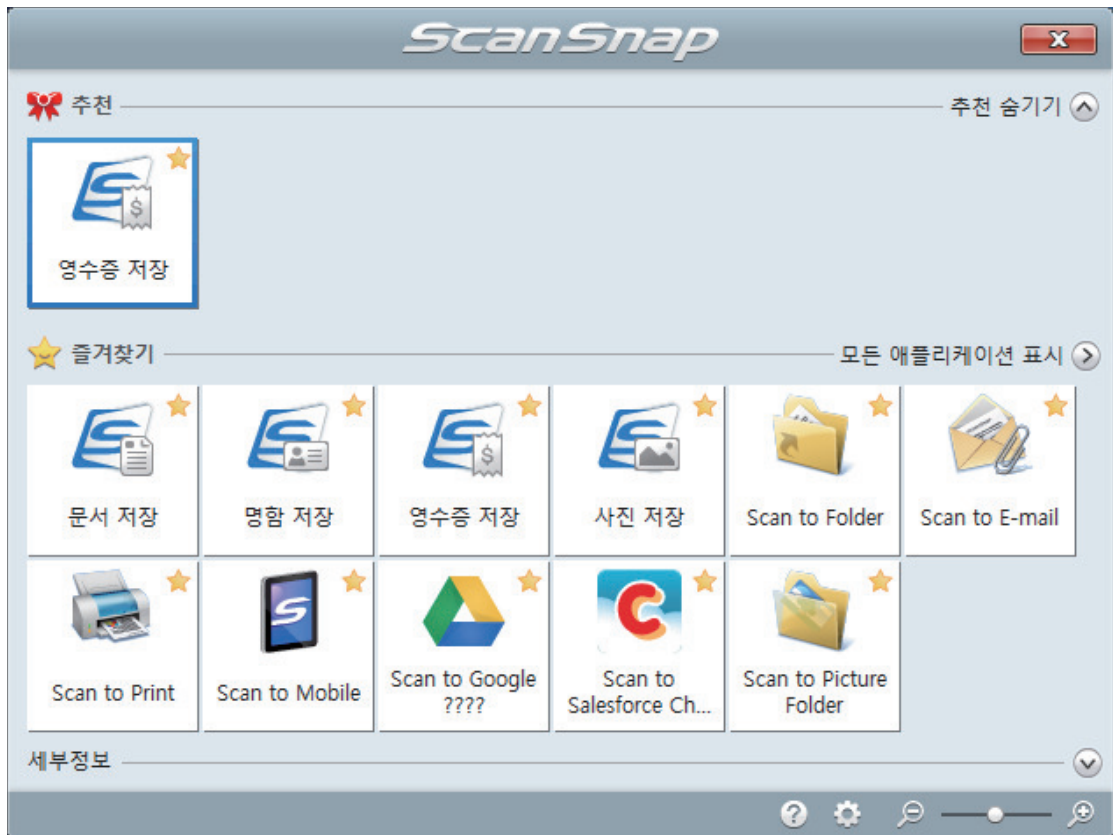 ScanSnap
추천
추천 숨기기
영수증 저장
즐겨찾기
모든 애플리케이션 표시
문서 저장
명함 저장
영수증 저장
사진 저장
Scan to Folder
Scan to E-mail
Scan to Print
Scan to Mobile
Scan to Google
????
Scan to
Salesforce Ch...
Scan to Picture
Folder
세부정보